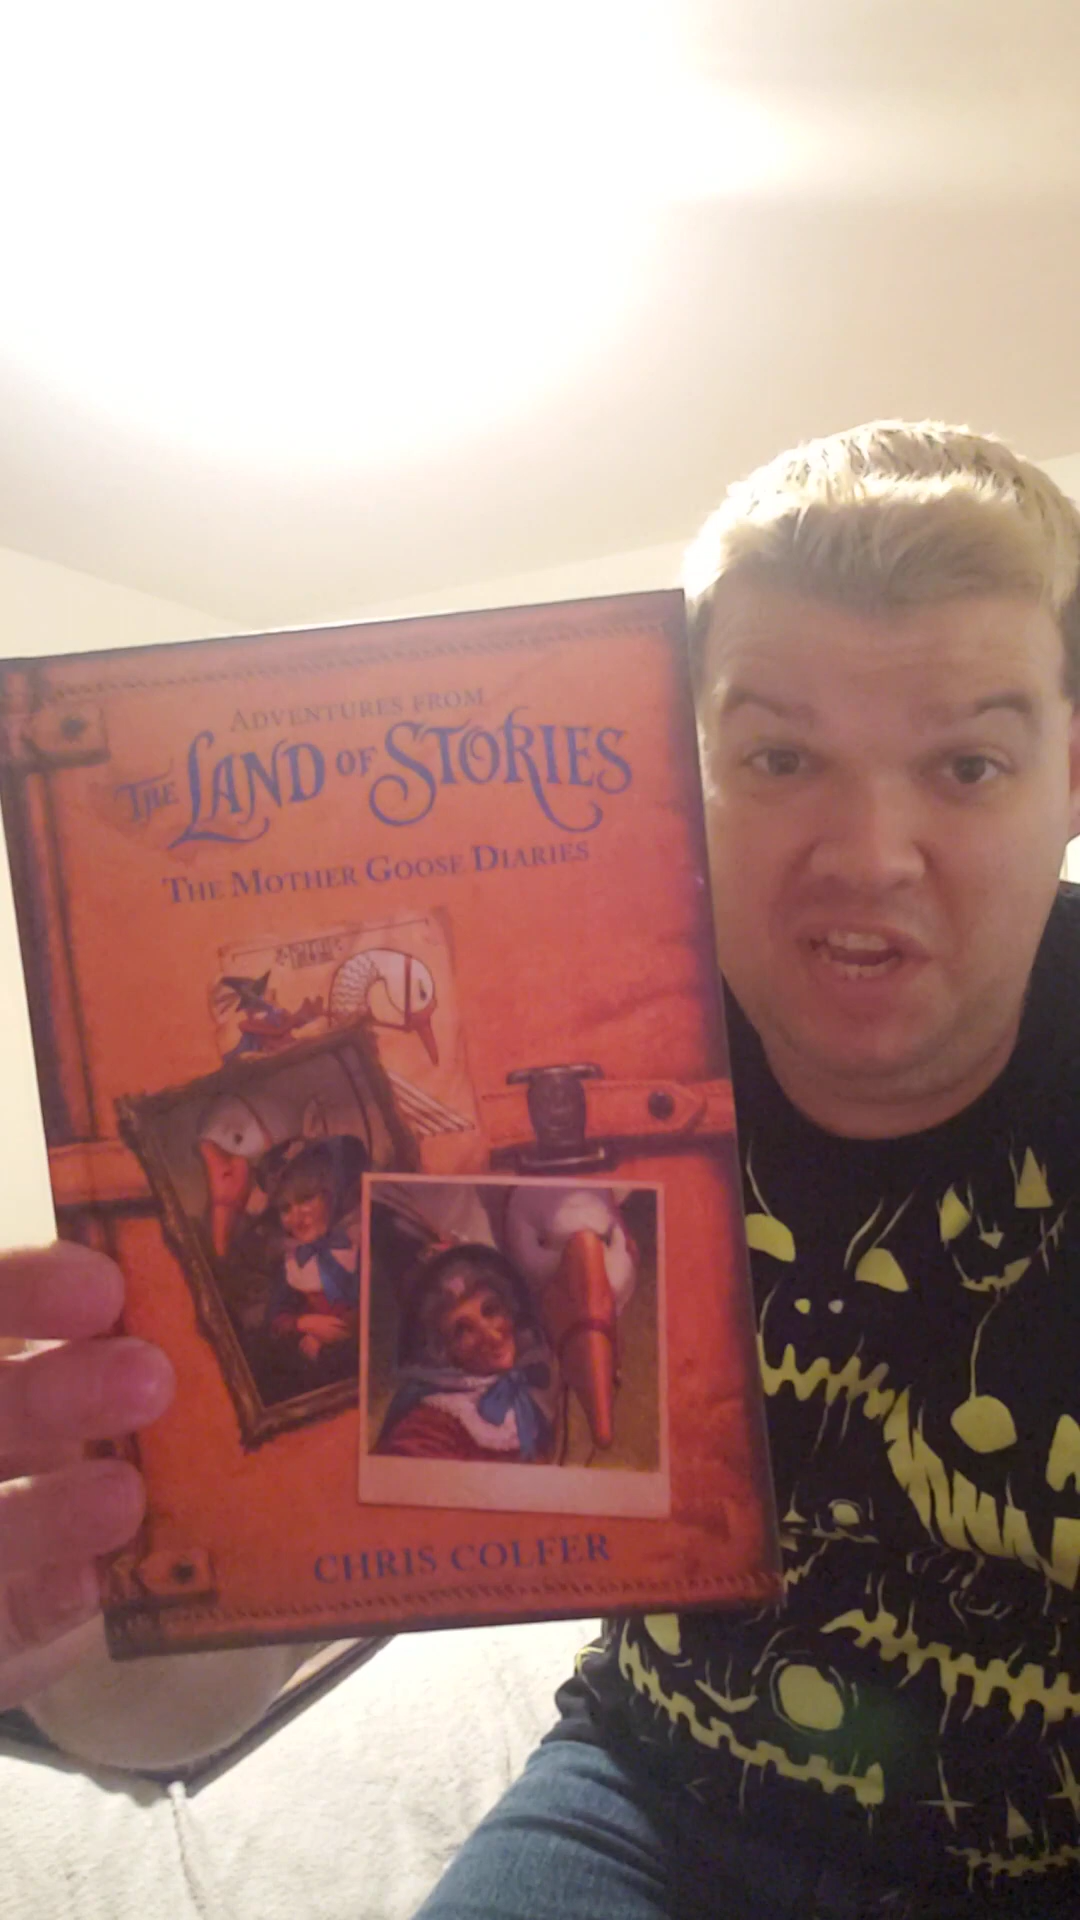 ADVENTURES FROM
THE LAND OF STORIES
THE MOTHER GOOSE DIARIES
CHRIS COLFER